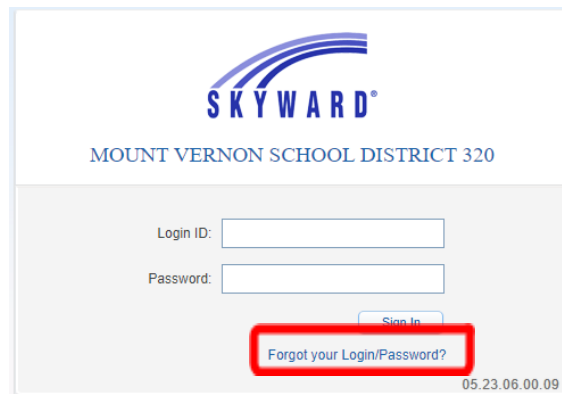 SKYWARD®
MOUNT VERNON SCHOOL DISTRICT 320
Login ID:
Password:
Sign In
Forgot your Login/Password?
05.23.06.00.09